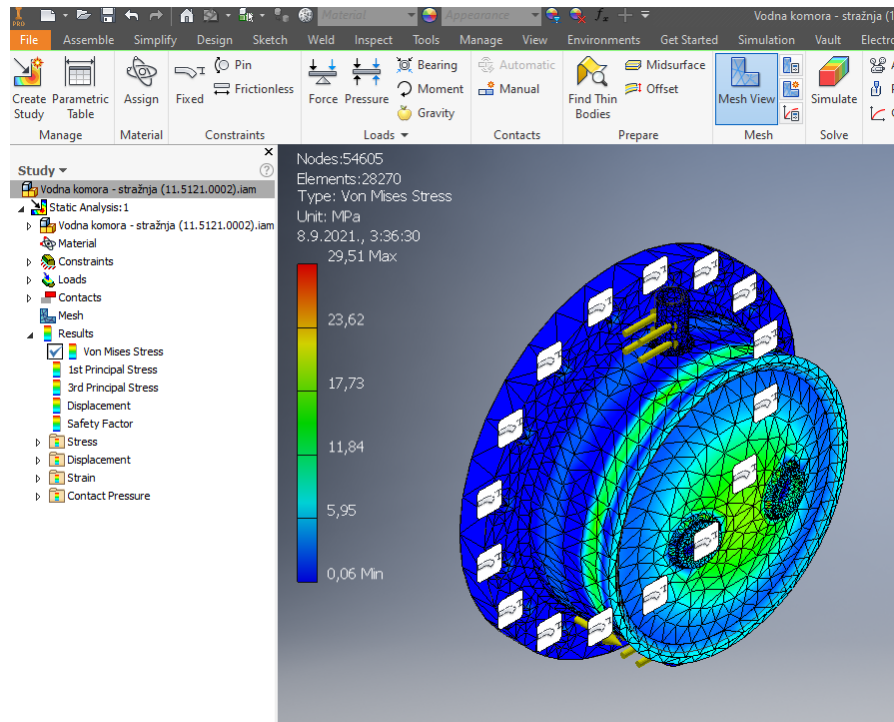 PRO
Material
Appearance
Vodna komora - stražnja (1
File Assemble Simplify Design Sketch Weld Inspect Tools Manage View Environments Get Started Simulation Vault Electro
Create Study
Parametric Table
Manage
Assign
Material
Fixed
Pin
Frictionless
Constraints
Force
Pressure
Bearing
Moment
Gravity
Loads
Automatic
Manual
Contacts
Find Thin Bodies
Midsurface
Offset
Prepare
Mesh View
Mesh
Simulate
Solve
Study
Vodna komora - stražnja (11.5121.0002).iam
Static Analysis:1
Vodna komora - stražnja (11.5121.0002).iam
Material
Constraints
Loads
Contacts
Mesh
Results
Von Mises Stress
1st Principal Stress
3rd Principal Stress
Displacement
Safety Factor
Stress
Displacement
Strain
Contact Pressure
Nodes:54605
Elements:28270
Type: Von Mises Stress
Unit: MPa
8.9.2021., 3:36:30
29,51 Max
23,62
17,73
11,84
5,95
0,06 Min